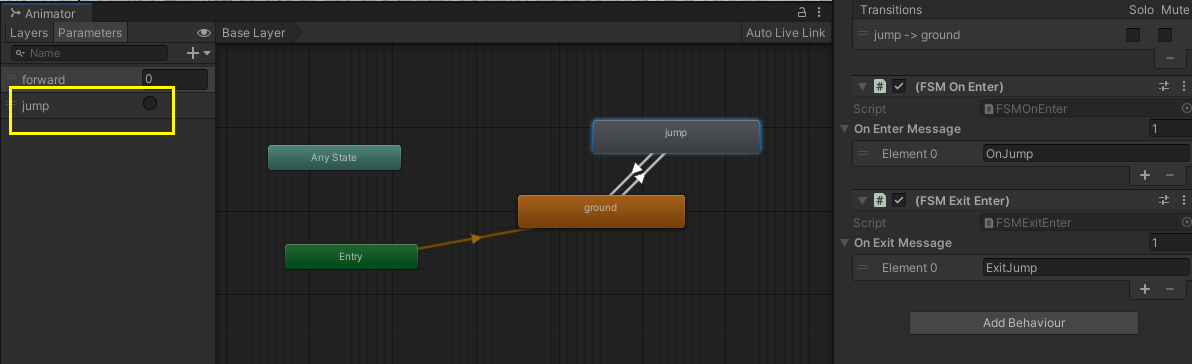 Animator
Layers Parameters
Name
forward 0
jump
Base Layer Auto Live Link
Any State
jump
ground
Entry
Transitions Solo Mute
jump -> ground
# (FSM On Enter)
Script # FSMOnEnter
On Enter Message 1
Element 0 OnJump
+ −
# (FSM Exit Enter)
Script # FSMExitEnter
On Exit Message 1
Element 0 ExitJump
+ −
Add Behaviour